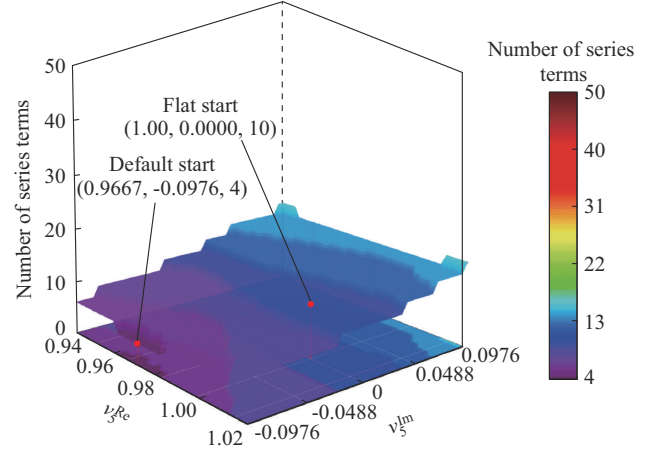 Number of series
terms
50
40
31
22
13
4
Number of series terms
50
40
30
20
10
0
Flat start
(1.00, 0.0000, 10)
Default start
(0.9667, -0.0976, 4)
0.94
0.96
0.98
1.00
1.02
v₅ᴿᵉ
-0.0976
-0.0488
0
0.0488
0.0976
v₅ᴵᵐ